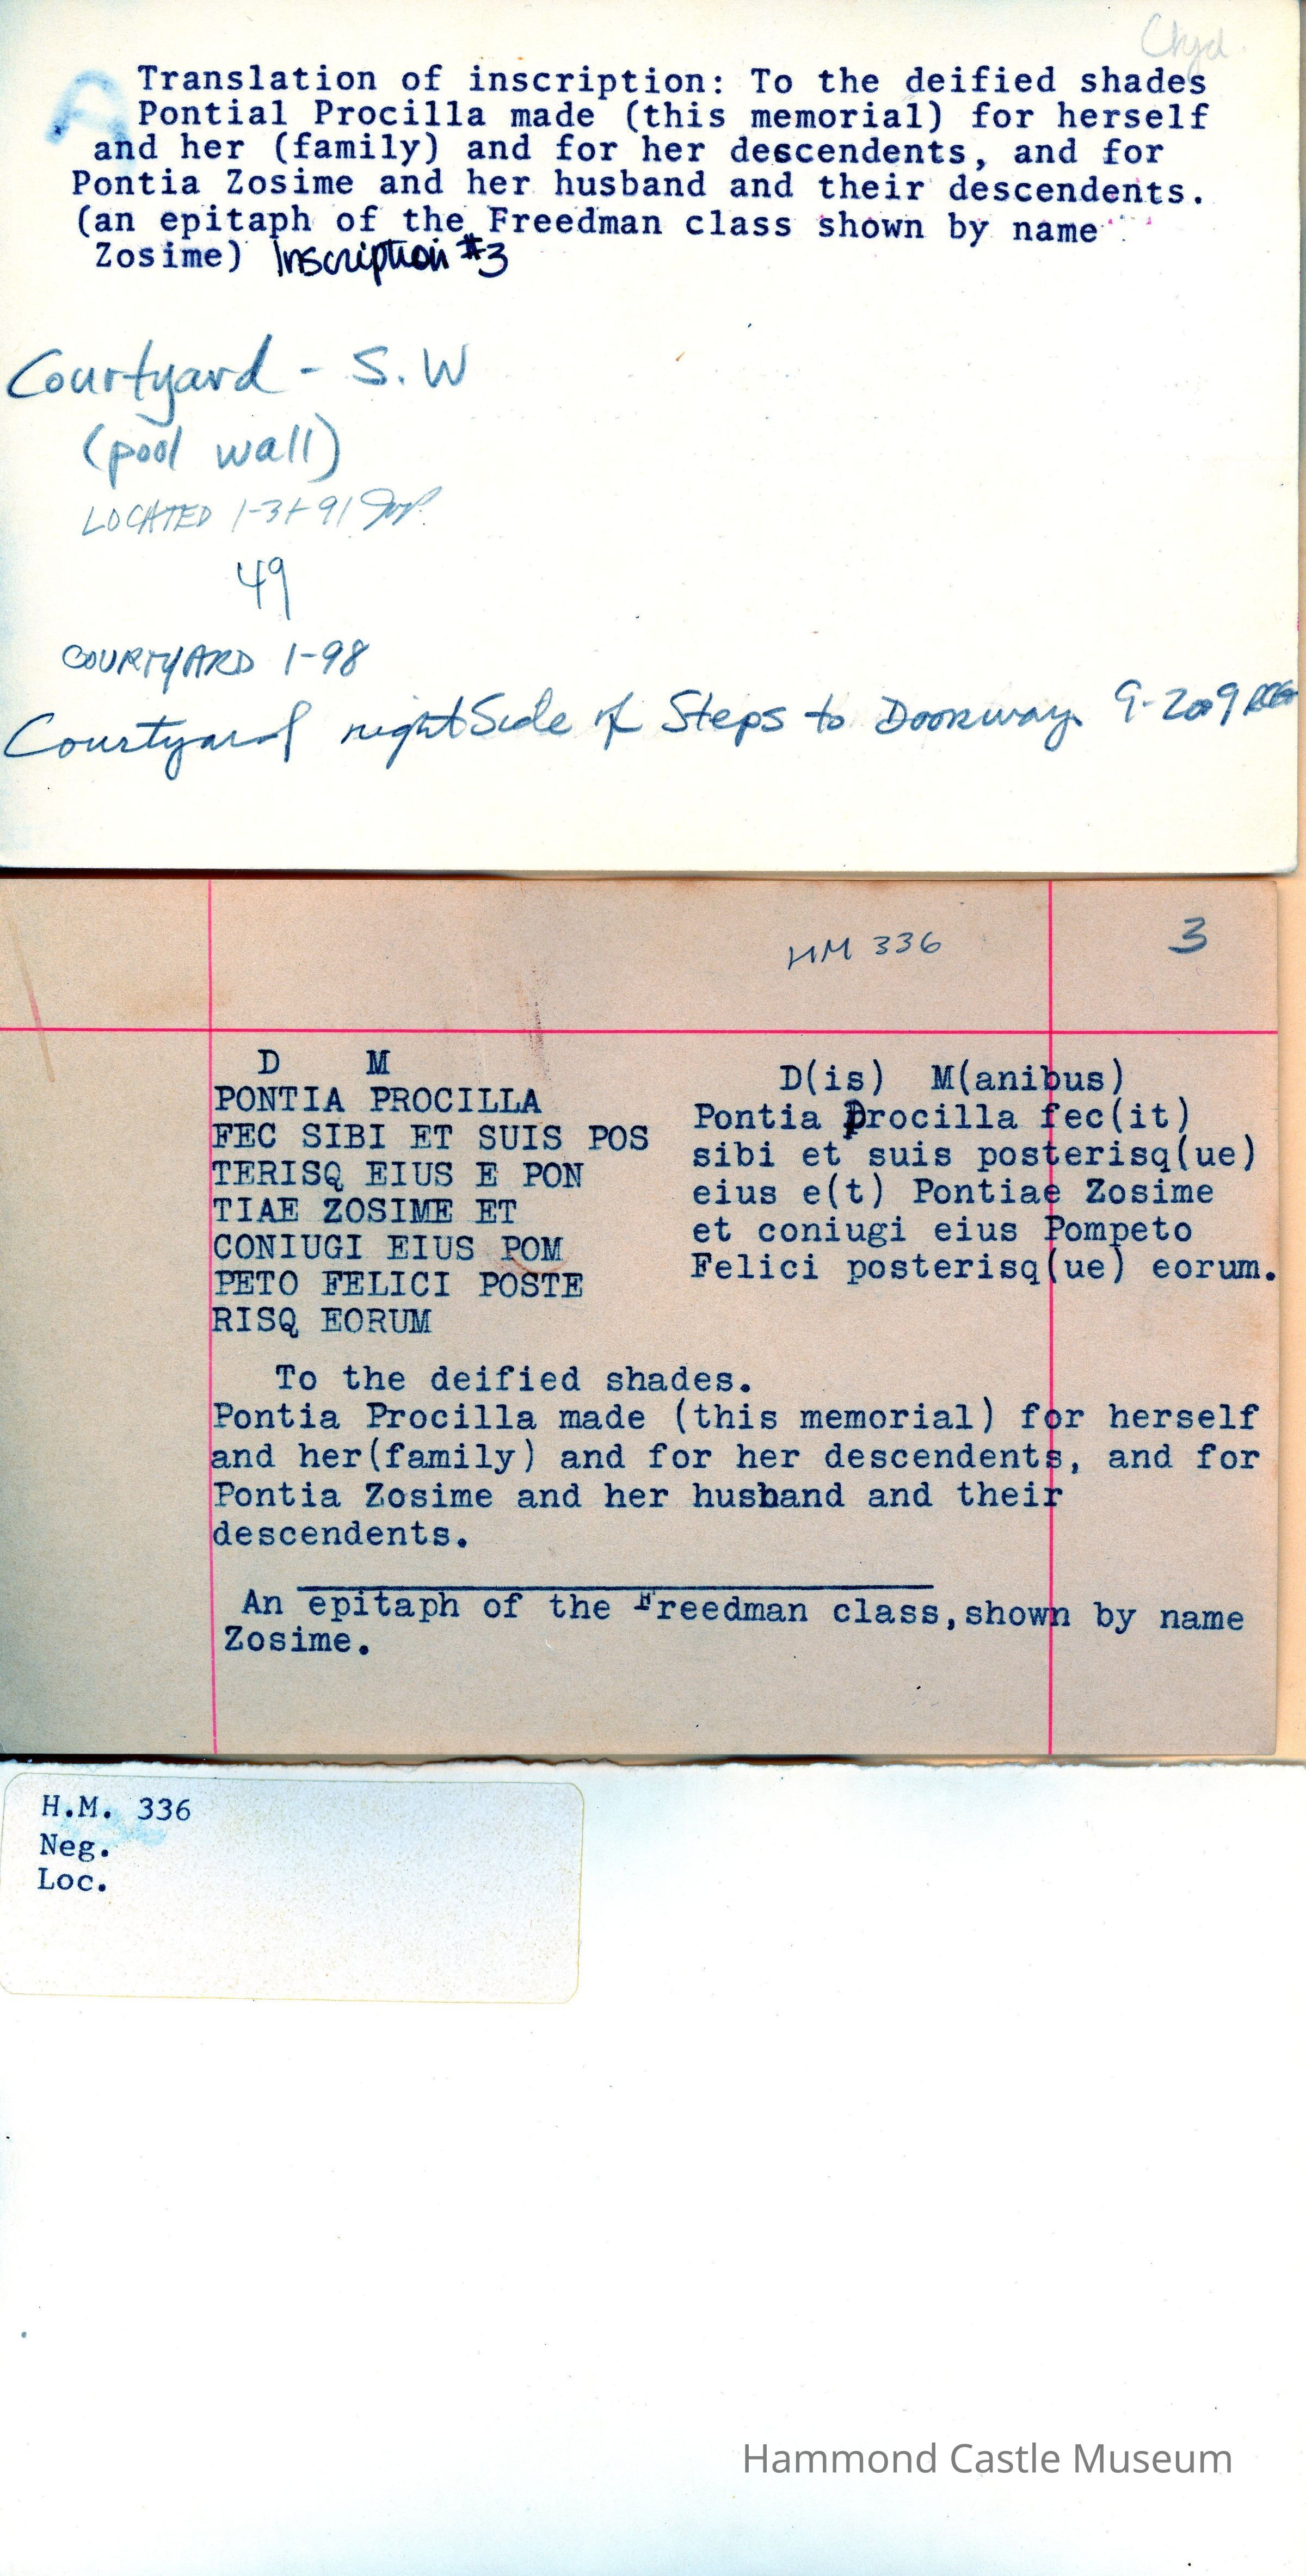 Ctyd.
A
Translation of inscription: To the deified shades
Pontial Procilla made (this memorial) for herself
and her (family) and for her descendents, and for
Pontia Zosime and her husband and their descendents.
(an epitaph of the Freedman class shown by name
Zosime) Inscription #3
Courtyard - S.W
(pool wall)
LOCATED 1-31-91
49
COURTYARD 1-98
Courtyard right Side of Steps to Doorway. 9-2009
HM 336
3
D M
PONTIA PROCILLA
FEC SIBI ET SUIS POS
TERISQ EIUS E PON
TIAE ZOSIME ET
CONIUGI EIUS POM
PETO FELICI POSTE
RISQ EORUM
D(is) M(anibus)
Pontia Procilla fec(it)
sibi et suis posterisq(ue)
eius e(t) Pontiae Zosime
et coniugi eius Pompeto
Felici posterisq(ue) eorum.
To the deified shades.
Pontia Procilla made (this memorial) for herself
and her(family) and for her descendents, and for
Pontia Zosime and her husband and their
descendents.
An epitaph of the Freedman class,shown by name
Zosime.
H.M. 336
Neg.
Loc.
Hammond Castle Museum